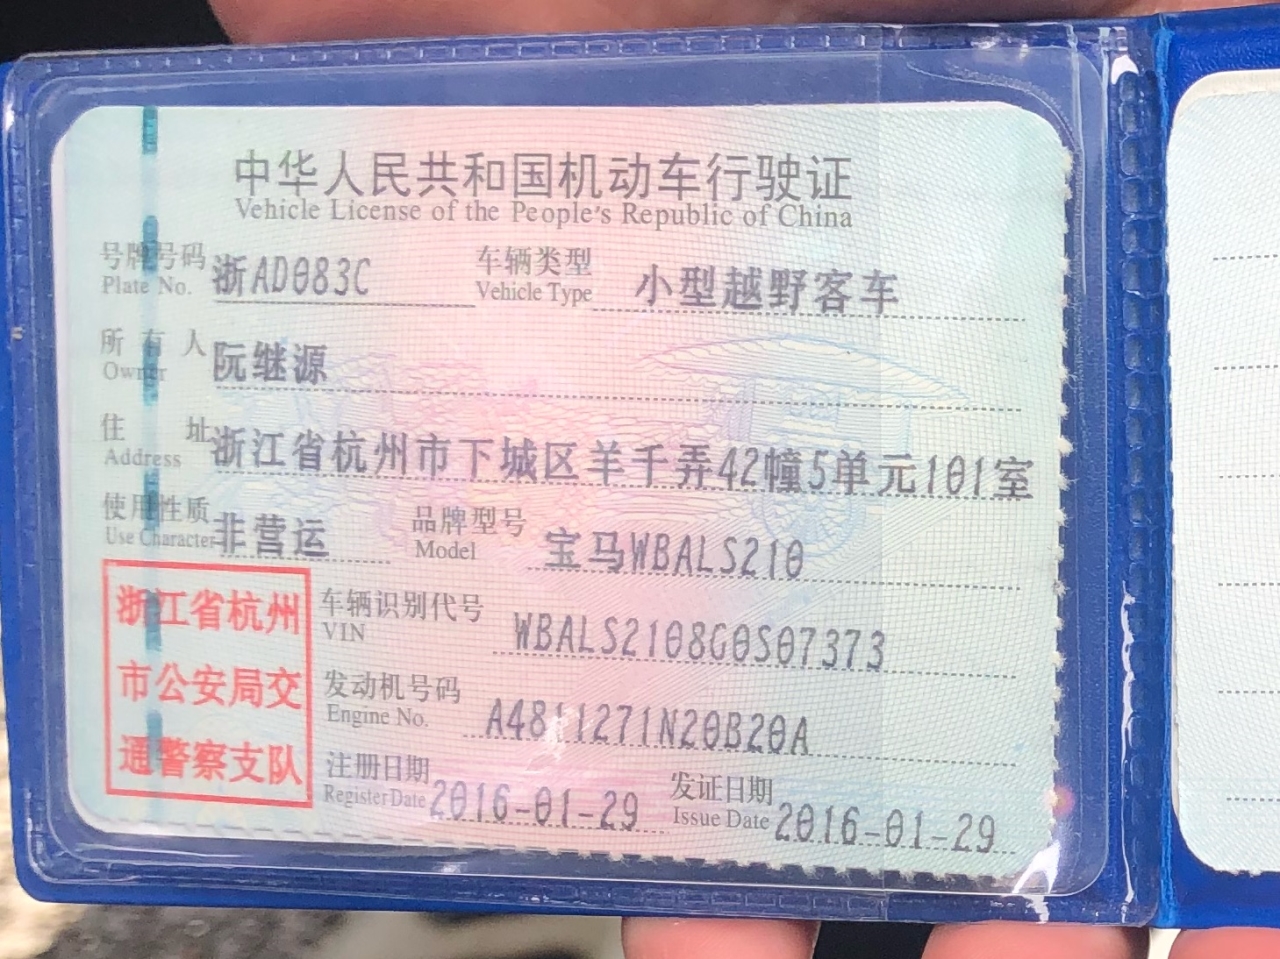 中华人民共和国机动车行驶证
Vehicle License of the People's Republic of China
号牌号码 浙AD083C 车辆类型 小型越野客车
Plate No. Vehicle Type
所有人 阮继源
Owner
住址 浙江省杭州市下城区羊千弄42幢5单元101室
Address
使用性质 非营运 品牌型号 宝马WBALS210
Use Character Model
浙江省杭州
市公安局交
通警察支队
车辆识别代号 WBALS2108G0S07373
VIN
发动机号码 A4811271N20B20A
Engine No.
注册日期 2016-01-29 发证日期 2016-01-29
Register Date Issue Date